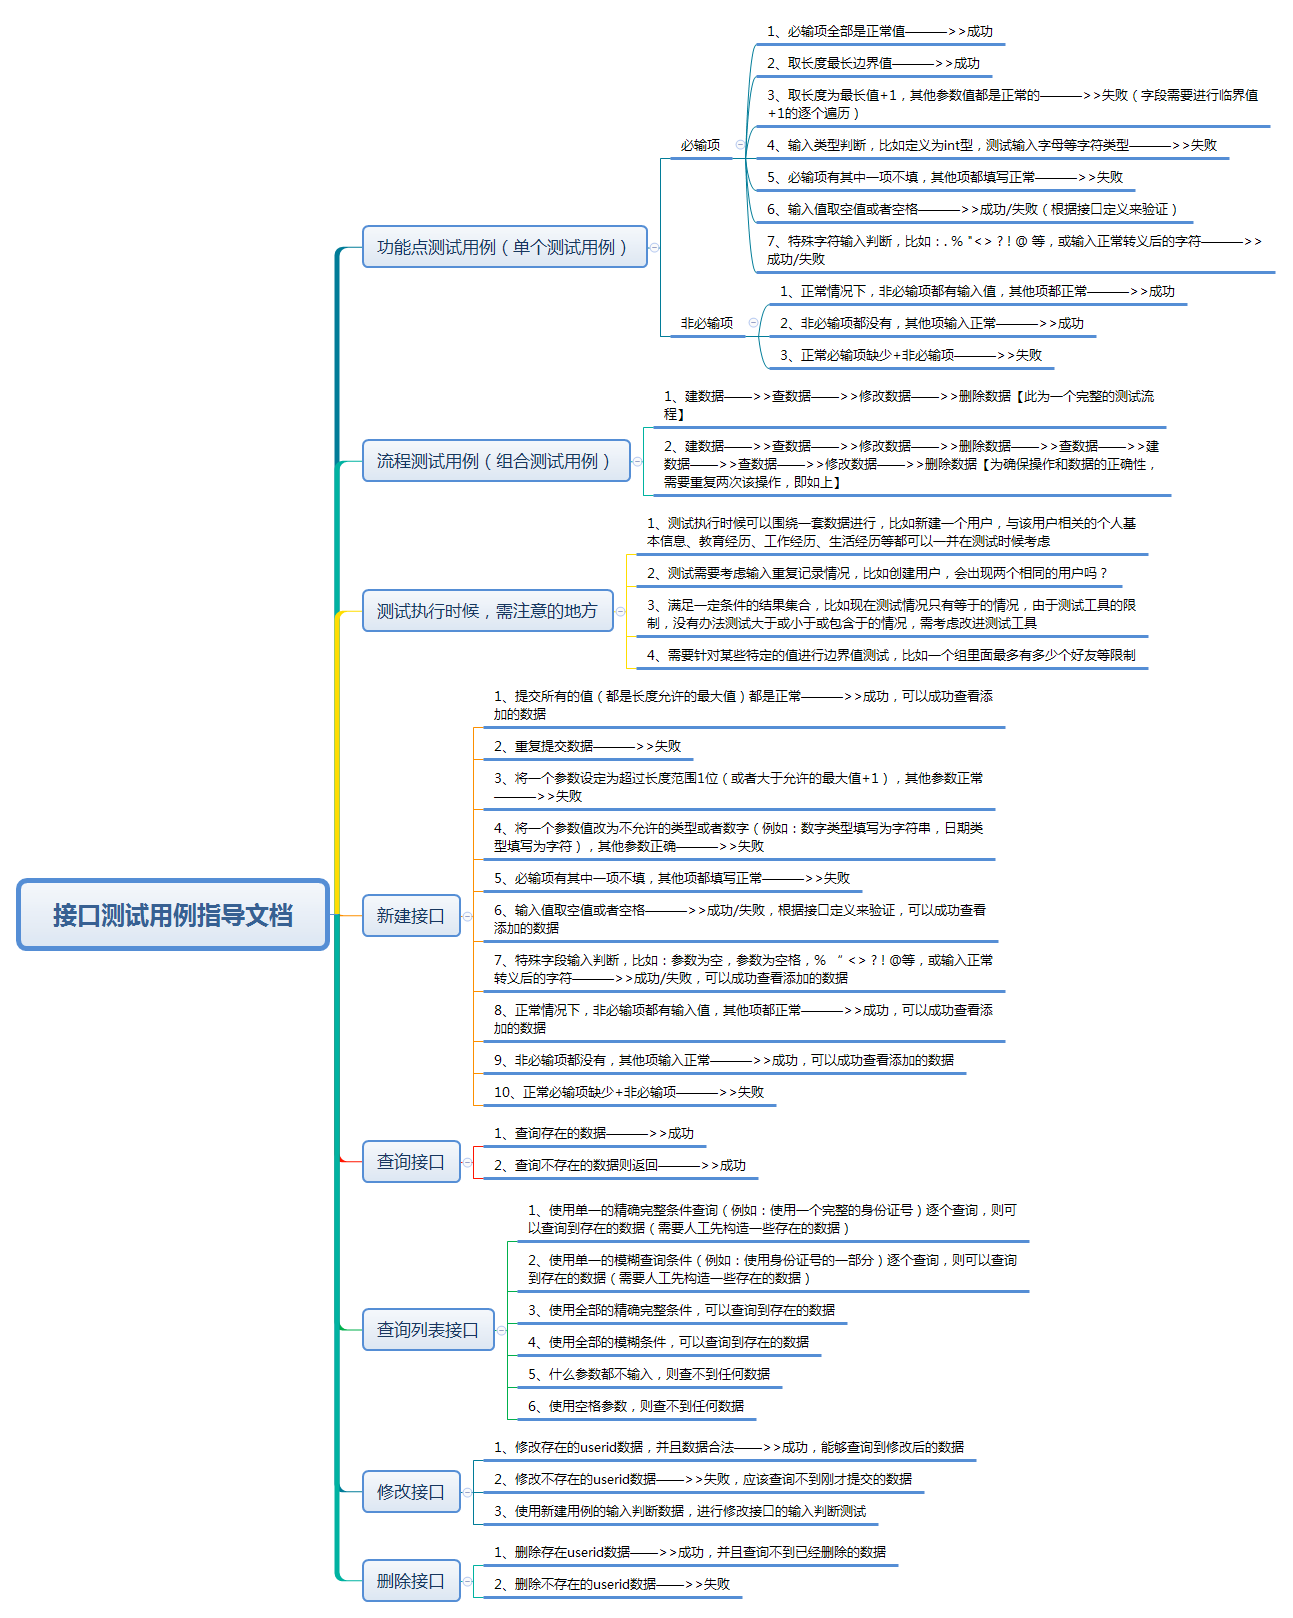 接口测试用例指导文档
功能点测试用例（单个测试用例）
必输项
1、必输项全部是正常值———>>成功
2、取长度最长边界值———>>成功
3、取长度为最长值+1，其他参数值都是正常的———>>失败（字段需要进行临界值
+1的逐个遍历）
4、输入类型判断，比如定义为int型，测试输入字母等字符类型———>>失败
5、必输项有其中一项不填，其他项都填写正常———>>失败
6、输入值取空值或者空格———>>成功/失败（根据接口定义来验证）
7、特殊字符输入判断，比如：. % "<> ? ! @ 等，或输入正常转义后的字符———>>
成功/失败
非必输项
1、正常情况下，非必输项都有输入值，其他项都正常———>>成功
2、非必输项都没有，其他项输入正常———>>成功
3、正常必输项缺少+非必输项———>>失败
流程测试用例（组合测试用例）
1、建数据——>>查数据——>>修改数据——>>删除数据【此为一个完整的测试流
程】
2、建数据——>>查数据——>>修改数据——>>删除数据——>>查数据——>>建
数据——>>查数据——>>修改数据——>>删除数据【为确保操作和数据的正确性，
需要重复两次该操作，即如上】
测试执行时候，需注意的地方
1、测试执行时候可以围绕一套数据进行，比如新建一个用户，与该用户相关的个人基
本信息、教育经历、工作经历、生活经历等都可以一并在测试时候考虑
2、测试需要考虑输入重复记录情况，比如创建用户，会出现两个相同的用户吗？
3、满足一定条件的结果集合，比如现在测试情况只有等于的情况，由于测试工具的限
制，没有办法测试大于或小于或包含于的情况，需考虑改进测试工具
4、需要针对某些特定的值进行边界值测试，比如一个组里面最多有多少个好友等限制
新建接口
1、提交所有的值（都是长度允许的最大值）都是正常———>>成功，可以成功查看添
加的数据
2、重复提交数据———>>失败
3、将一个参数设定为超过长度范围1位（或者大于允许的最大值+1），其他参数正常
———>>失败
4、将一个参数值改为不允许的类型或者数字（例如：数字类型填写为字符串，日期类
型填写为字符），其他参数正确———>>失败
5、必输项有其中一项不填，其他项都填写正常———>>失败
6、输入值取空值或者空格———>>成功/失败，根据接口定义来验证，可以成功查看
添加的数据
7、特殊字段输入判断，比如：参数为空，参数为空格，% “ <> ? ! @等，或输入正常
转义后的字符———>>成功/失败，可以成功查看添加的数据
8、正常情况下，非必输项都有输入值，其他项都正常———>>成功，可以成功查看添
加的数据
9、非必输项都没有，其他项输入正常———>>成功，可以成功查看添加的数据
10、正常必输项缺少+非必输项———>>失败
查询接口
1、查询存在的数据———>>成功
2、查询不存在的数据则返回———>>成功
查询列表接口
1、使用单一的精确完整条件查询（例如：使用一个完整的身份证号）逐个查询，则可
以查询到存在的数据（需要人工先构造一些存在的数据）
2、使用单一的模糊查询条件（例如：使用身份证号的一部分）逐个查询，则可以查询
到存在的数据（需要人工先构造一些存在的数据）
3、使用全部的精确完整条件，可以查询到存在的数据
4、使用全部的模糊条件，可以查询到存在的数据
5、什么参数都不输入，则查不到任何数据
6、使用空格参数，则查不到任何数据
修改接口
1、修改存在的userid数据，并且数据合法——>>成功，能够查询到修改后的数据
2、修改不存在的userid数据——>>失败，应该查询不到刚才提交的数据
3、使用新建用例的输入判断数据，进行修改接口的输入判断测试
删除接口
1、删除存在userid数据——>>成功，并且查询不到已经删除的数据
2、删除不存在的userid数据——>>失败